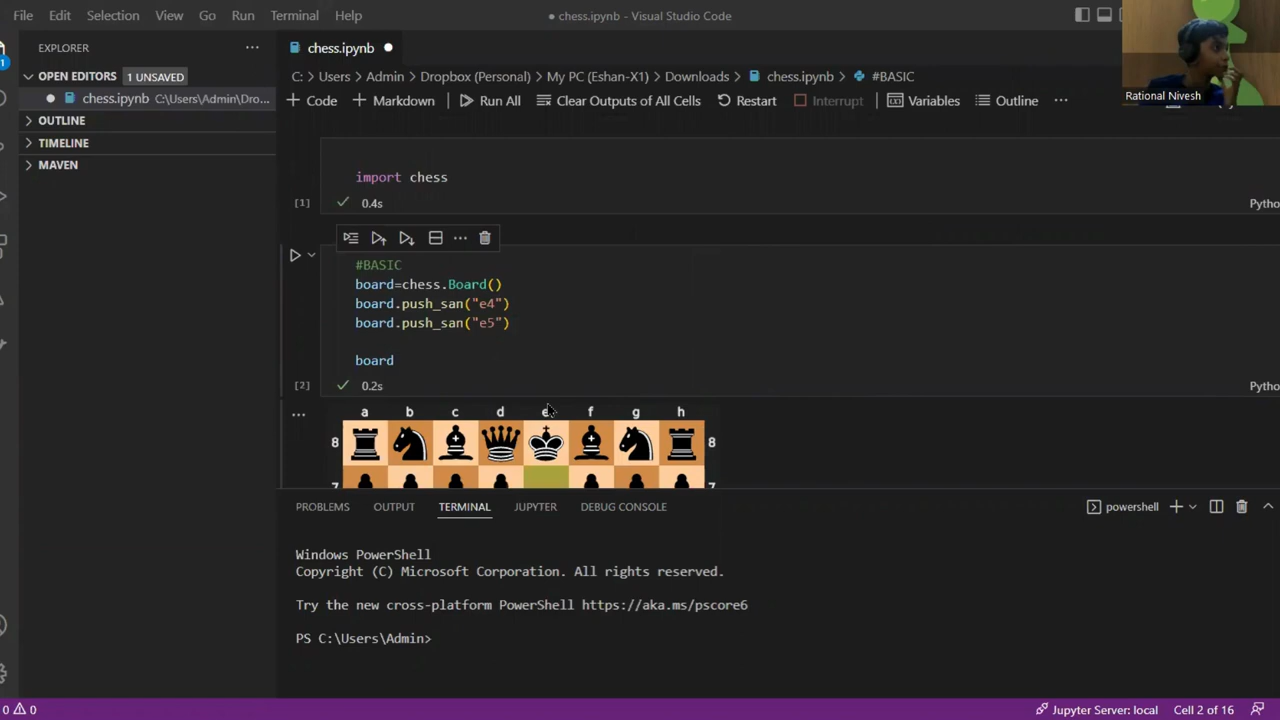 File Edit Selection View Go Run Terminal Help
● chess.ipynb - Visual Studio Code
EXPLORER
chess.ipynb
OPEN EDITORS 1 UNSAVED
C: > Users > Admin > Dropbox (Personal) > My PC (Eshan-X1) > Downloads > chess.ipynb > #BASIC
chess.ipynb C:\Users\Admin\Dro...
Rational Nivesh
+ Code + Markdown Run All Clear Outputs of All Cells Restart Interrupt Variables Outline ...
OUTLINE
TIMELINE
MAVEN
import chess
[1] 0.4s
Pytho
#BASIC
board=chess.Board()
board.push_san("e4")
board.push_san("e5")
board
[2] 0.2s
Pytho
a b c d e f g h
8 8
7 7
PROBLEMS OUTPUT TERMINAL JUPYTER DEBUG CONSOLE
powershell
Windows PowerShell
Copyright (C) Microsoft Corporation. All rights reserved.
Try the new cross-platform PowerShell https://aka.ms/pscore6
PS C:\Users\Admin>
0 0
Jupyter Server: local Cell 2 of 16
1